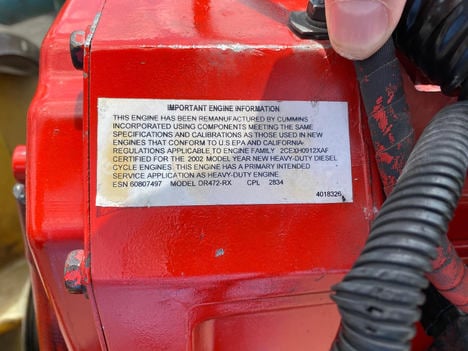 IMPORTANT ENGINE INFORMATION
THIS ENGINE HAS BEEN REMANUFACTURED BY CUMMINS
INCORPORATED USING COMPONENTS MEETING THE SAME
SPECIFICATIONS AND CALIBRATIONS AS THOSE USED IN NEW
ENGINES THAT CONFORM TO U.S EPA AND CALIFORNIA
REGULATIONS APPLICABLE TO ENGINE FAMILY 2CEXH0912XAF
CERTIFIED FOR THE 2002 MODEL YEAR NEW HEAVY-DUTY DIESEL
CYCLE ENGINES; THIS ENGINE HAS A PRIMARY INTENDED
SERVICE APPLICATION AS HEAVY-DUTY ENGINE.
ESN 60807497 MODEL DR472-RX CPL 2834
4018326